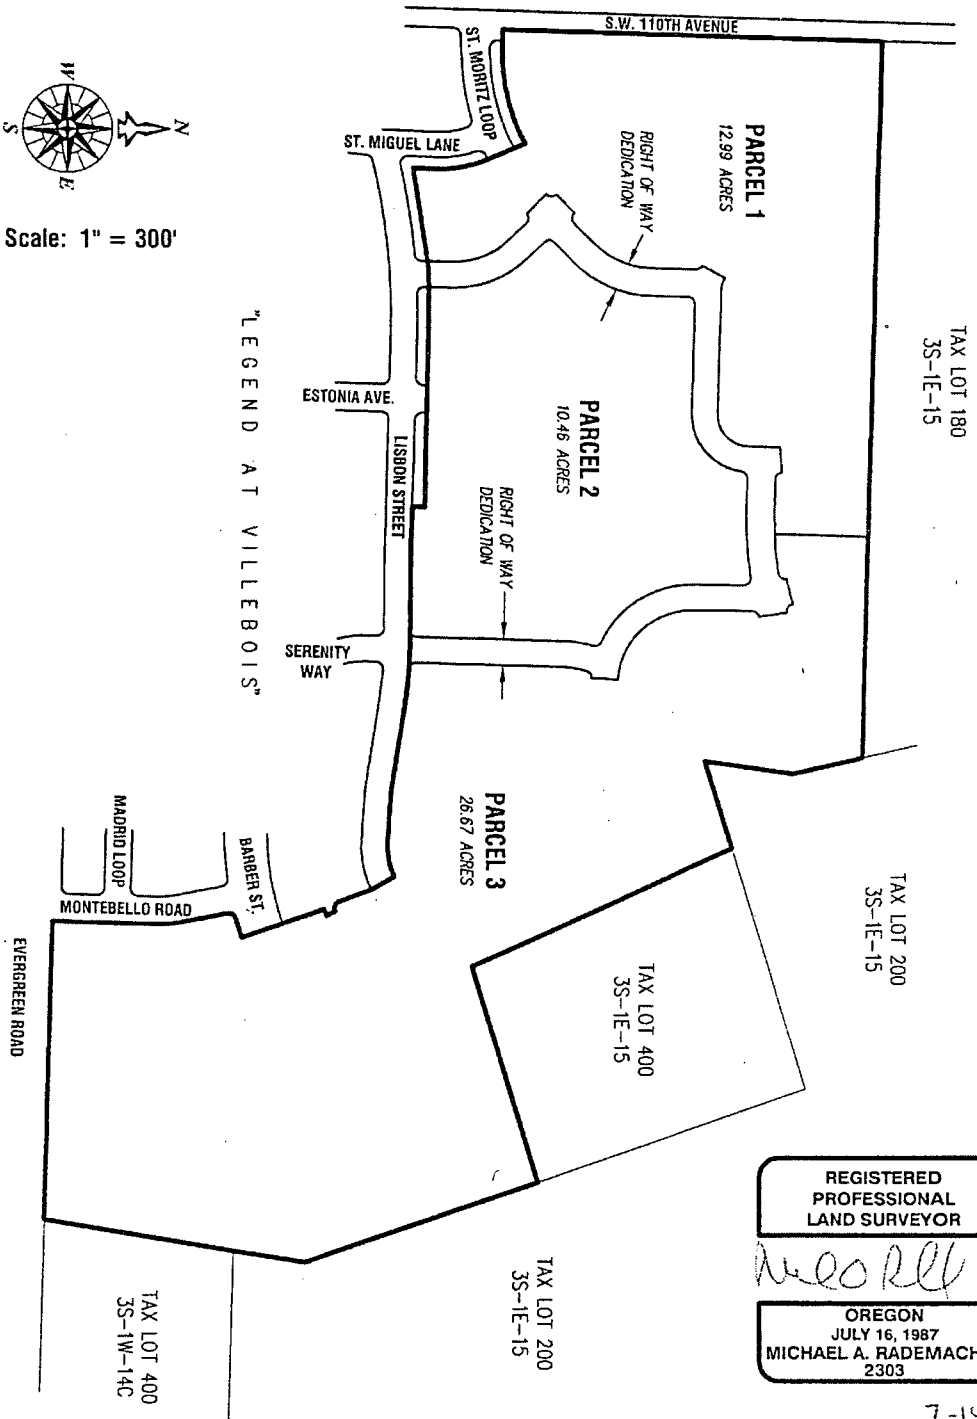 S.W. 110TH AVENUE
ST. MORITZ LOOP
ST. MIGUEL LANE
PARCEL 1
12.99 ACRES
RIGHT OF WAY
DEDICATION
TAX LOT 180
3S-1E-15
N
W
E
S
Scale: 1" = 300'
"LEGEND AT VILLEBOIS"
ESTONIA AVE.
LISBON STREET
PARCEL 2
10.46 ACRES
RIGHT OF WAY
DEDICATION
SERENITY
WAY
PARCEL 3
26.67 ACRES
MADRID LOOP
BARBER ST.
MONTEBELLO ROAD
EVERGREEN ROAD
TAX LOT 200
3S-1E-15
TAX LOT 400
3S-1E-15
TAX LOT 200
3S-1E-15
TAX LOT 400
3S-1W-14C
REGISTERED
PROFESSIONAL
LAND SURVEYOR
OREGON
JULY 16, 1987
MICHAEL A. RADEMACH
2303